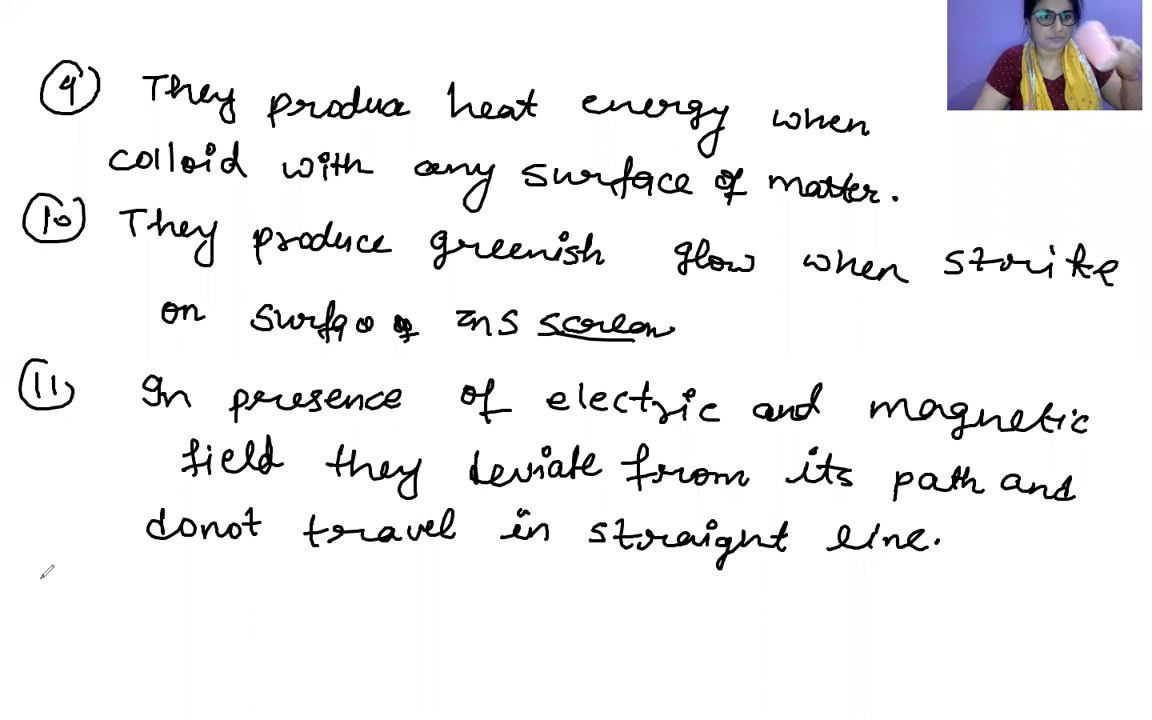 9 They produce heat energy when
colloid with any surface of matter.
10 They produce greenish glow when strike
on surface of ZnS screen
11 In presence of electric and magnetic
field they deviate from its path and
donot travel in straight line.